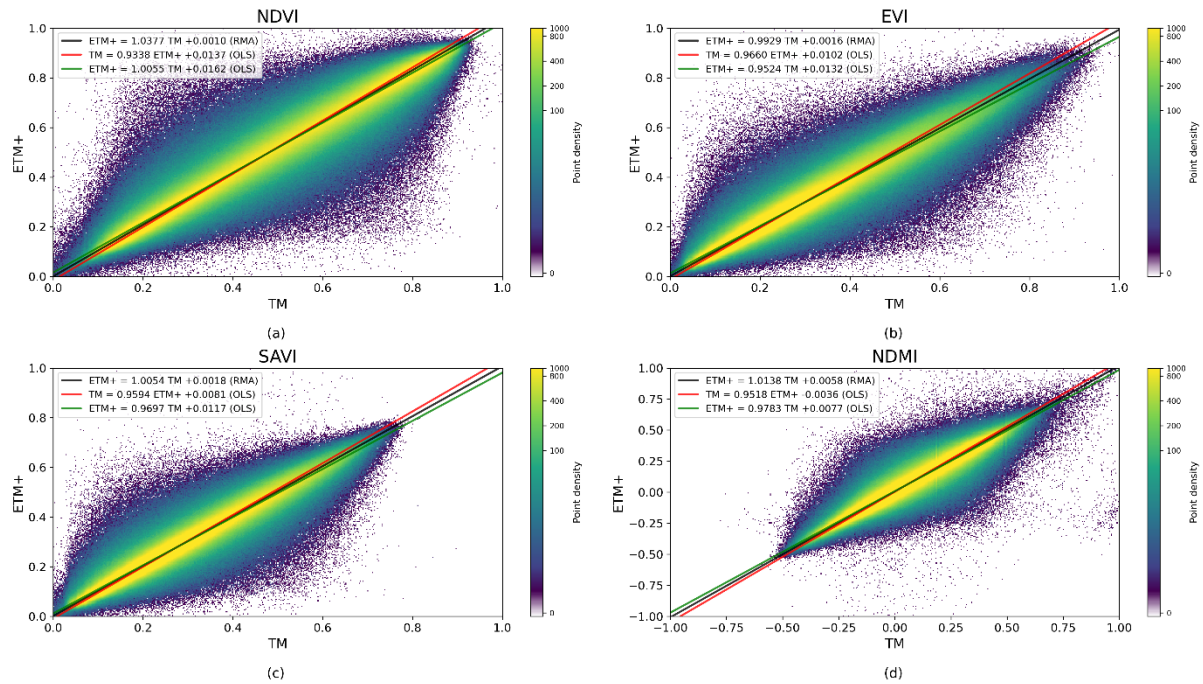 NDVI
ETM+ = 1.0377 TM +0.0010 (RMA)
TM = 0.9338 ETM+ +0.0137 (OLS)
ETM+ = 1.0055 TM +0.0162 (OLS)
1.0
0.8
0.6
0.4
0.2
0.0
ETM+
0.0 0.2 0.4 0.6 0.8 1.0
TM
1000
800
400
200
100
0
Point density
(a)
EVI
ETM+ = 0.9929 TM +0.0016 (RMA)
TM = 0.9660 ETM+ +0.0102 (OLS)
ETM+ = 0.9524 TM +0.0132 (OLS)
1.0
0.8
0.6
0.4
0.2
0.0
ETM+
0.0 0.2 0.4 0.6 0.8 1.0
TM
1000
800
400
200
100
0
Point density
(b)
SAVI
ETM+ = 1.0054 TM +0.0018 (RMA)
TM = 0.9594 ETM+ +0.0081 (OLS)
ETM+ = 0.9697 TM +0.0117 (OLS)
1.0
0.8
0.6
0.4
0.2
0.0
ETM+
0.0 0.2 0.4 0.6 0.8 1.0
TM
1000
800
400
200
100
0
Point density
(c)
NDMI
ETM+ = 1.0138 TM +0.0058 (RMA)
TM = 0.9518 ETM+ -0.0036 (OLS)
ETM+ = 0.9783 TM +0.0077 (OLS)
1.00
0.75
0.50
0.25
0.00
−0.25
−0.50
−0.75
−1.00
ETM+
−1.00 −0.75 −0.50 −0.25 0.00 0.25 0.50 0.75 1.00
TM
1000
800
400
200
100
0
Point density
(d)